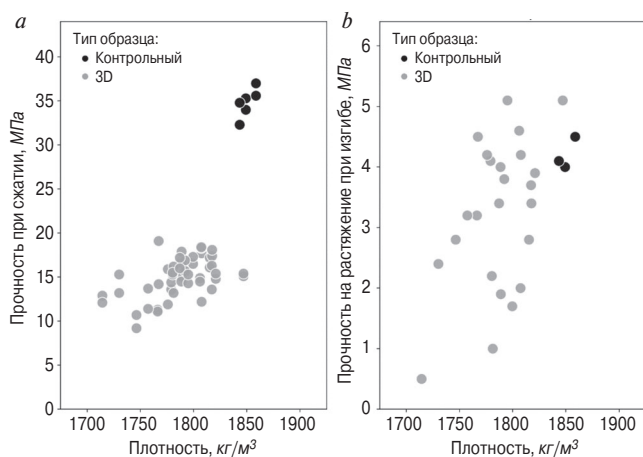 a
Прочность при сжатии, МПа
40
35
30
25
20
15
10
5
0
Тип образца:
Контрольный
3D
1700 1750 1800 1850 1900
Плотность, кг/м³
b
Прочность на растяжение при изгибе, МПа
6
5
4
3
2
1
0
Тип образца:
Контрольный
3D
1700 1750 1800 1850 1900
Плотность, кг/м³